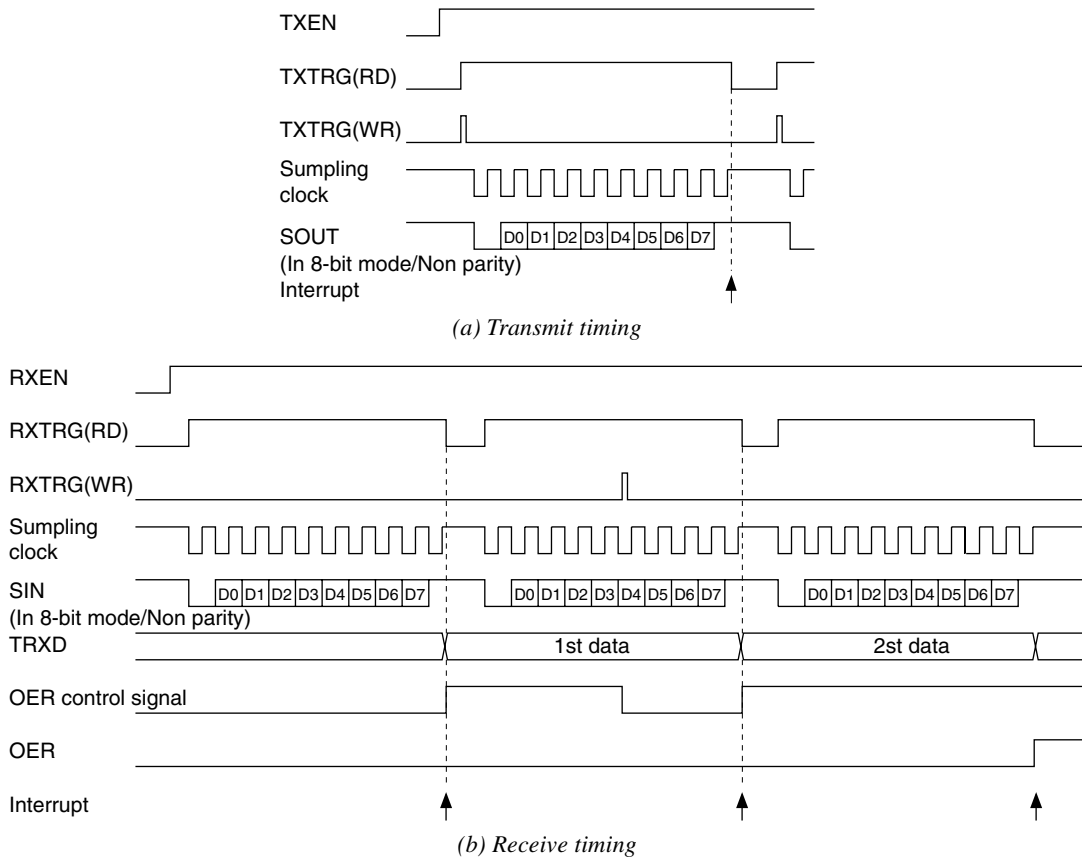 TXEN
TXTRG(RD)
TXTRG(WR)
Sumpling
clock
SOUT
D0 D1 D2 D3 D4 D5 D6 D7
(In 8-bit mode/Non parity)
Interrupt
(a) Transmit timing
RXEN
RXTRG(RD)
RXTRG(WR)
Sumpling
clock
SIN
D0 D1 D2 D3 D4 D5 D6 D7 D0 D1 D2 D3 D4 D5 D6 D7 D0 D1 D2 D3 D4 D5 D6 D7
(In 8-bit mode/Non parity)
TRXD 1st data 2st data
OER control signal
OER
Interrupt
(b) Receive timing